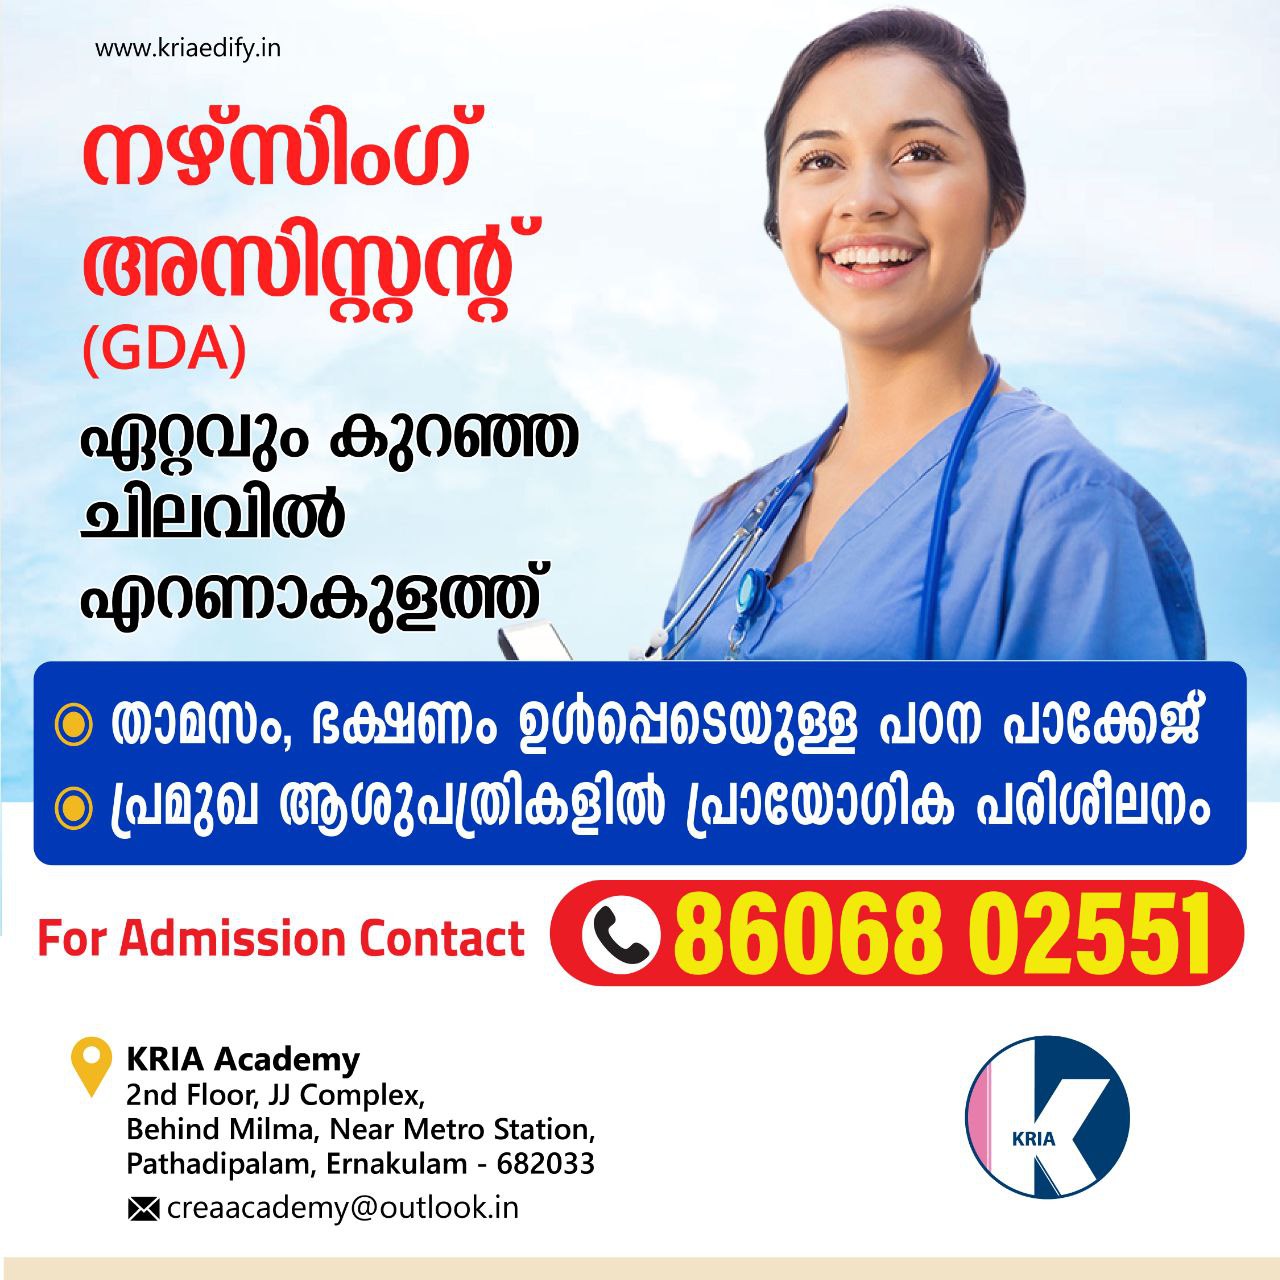 www.kriaedify.in
നഴ്സിംഗ്
അസിസ്റ്റന്റ്
(GDA)
ഏറ്റവും കുറഞ്ഞ
ചിലവിൽ
എറണാകുളത്ത്
താമസം, ഭക്ഷണം ഉൾപ്പെടെയുള്ള പഠന പാക്കേജ്
പ്രമുഖ ആശുപത്രികളിൽ പ്രായോഗിക പരിശീലനം
For Admission Contact 86068 02551
KRIA Academy
2nd Floor, JJ Complex,
Behind Milma, Near Metro Station,
Pathadipalam, Ernakulam - 682033
creaacademy@outlook.in
KRIA